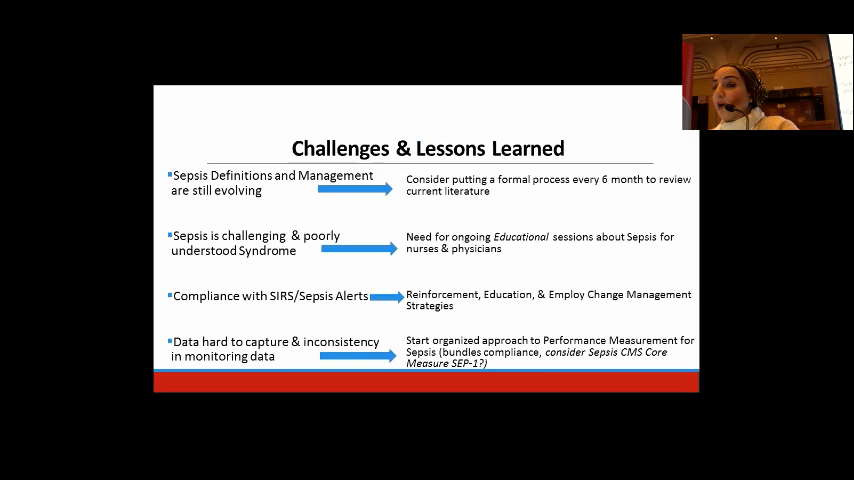 Challenges & Lessons Learned
▪Sepsis Definitions and Management
are still evolving
Consider putting a formal process every 6 month to review
current literature
▪Sepsis is challenging & poorly
understood Syndrome
Need for ongoing Educational sessions about Sepsis for
nurses & physicians
▪Compliance with SIRS/Sepsis Alerts
Reinforcement, Education, & Employ Change Management
Strategies
▪Data hard to capture & inconsistency
in monitoring data
Start organized approach to Performance Measurement for
Sepsis (bundles compliance, consider Sepsis CMS Core
Measure SEP-1?)